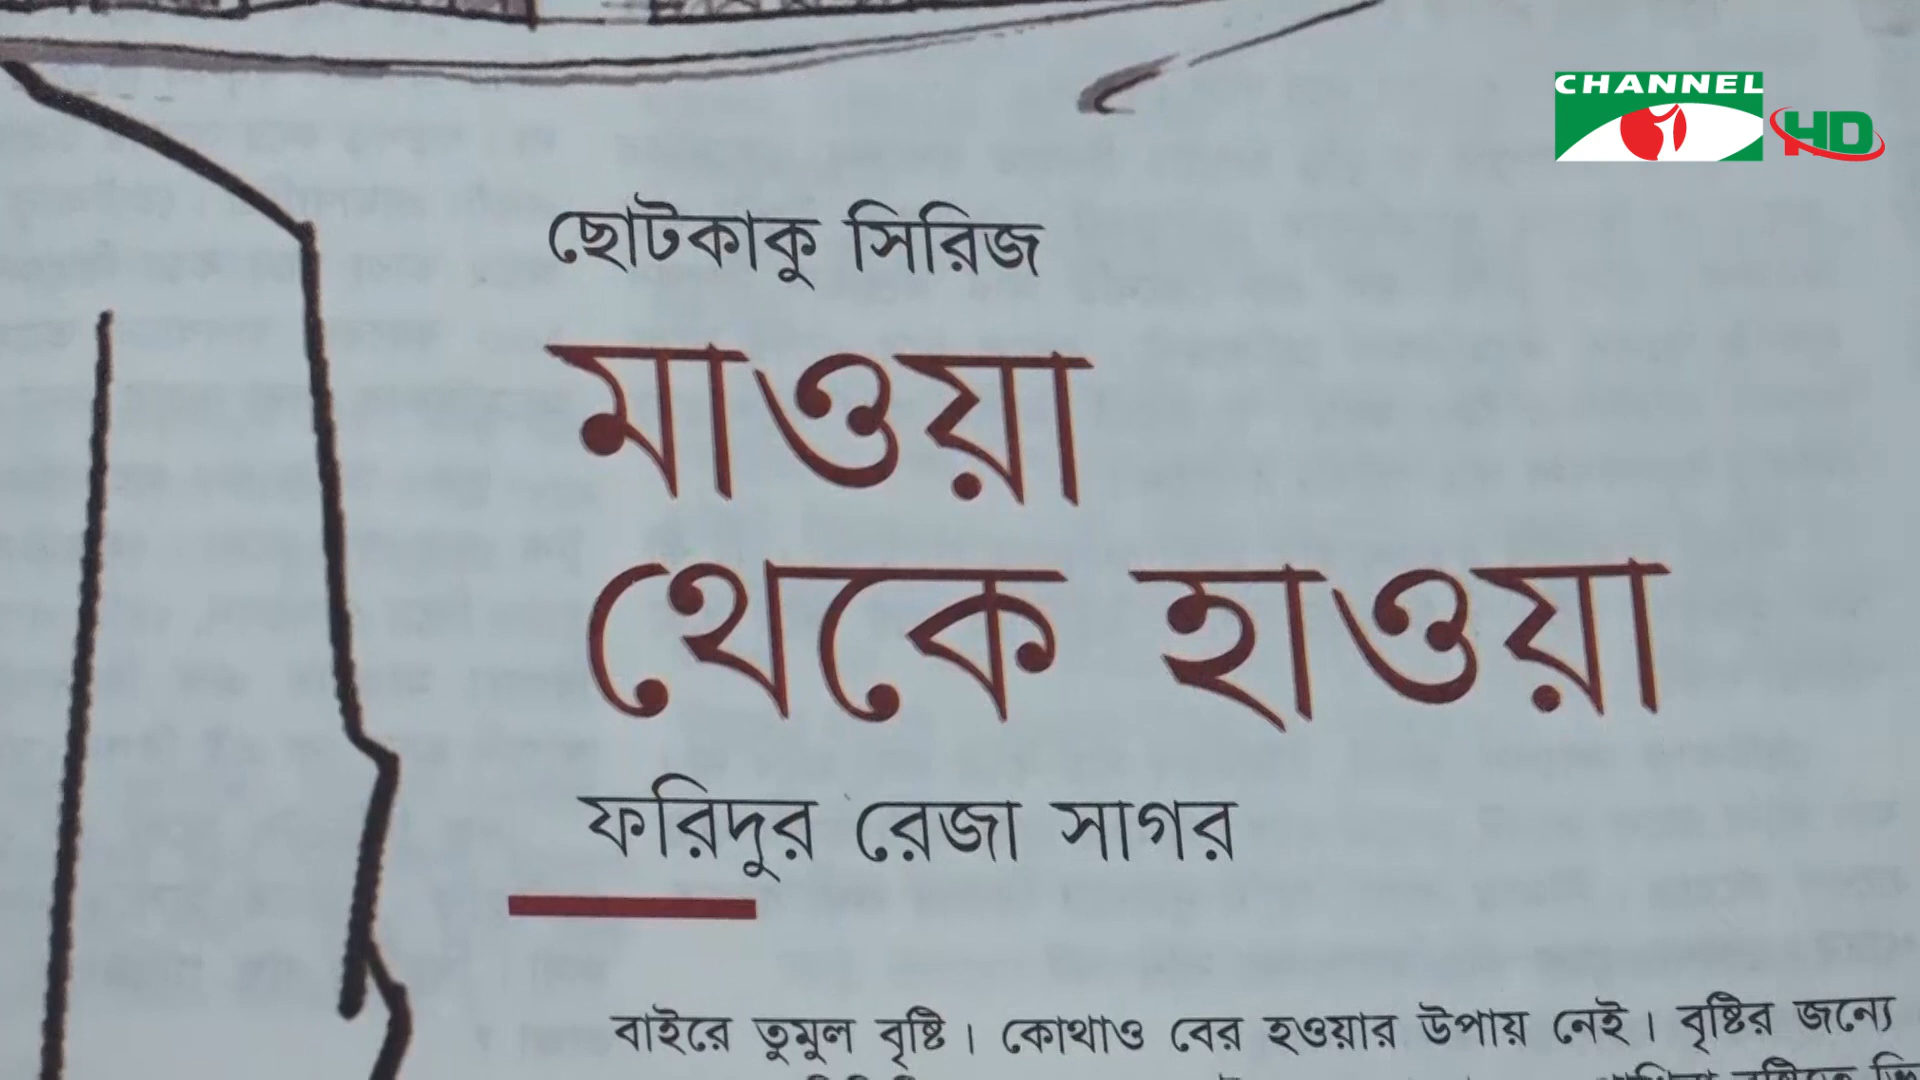 CHANNEL
HD
ছোটকাকু সিরিজ
মাওয়া
থেকে হাওয়া
ফরিদুর রেজা সাগর
বাইরে তুমুল বৃষ্টি। কোথাও বের হওয়ার উপায় নেই। বৃষ্টির জন্যে